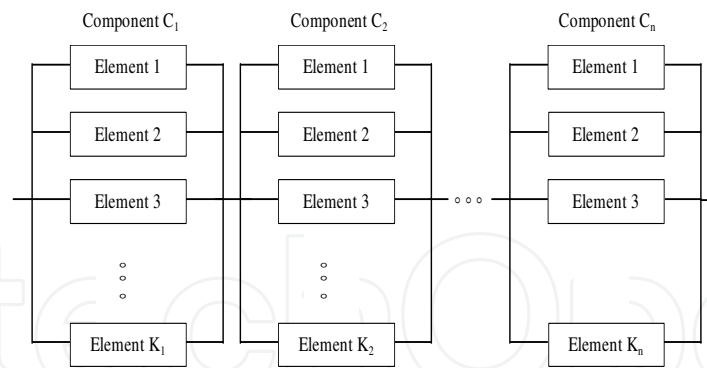 Component C₁ Component C₂ Component Cₙ
Element 1 Element 1 Element 1
Element 2 Element 2 Element 2
Element 3 Element 3 Element 3
Element K₁ Element K₂ Element Kₙ